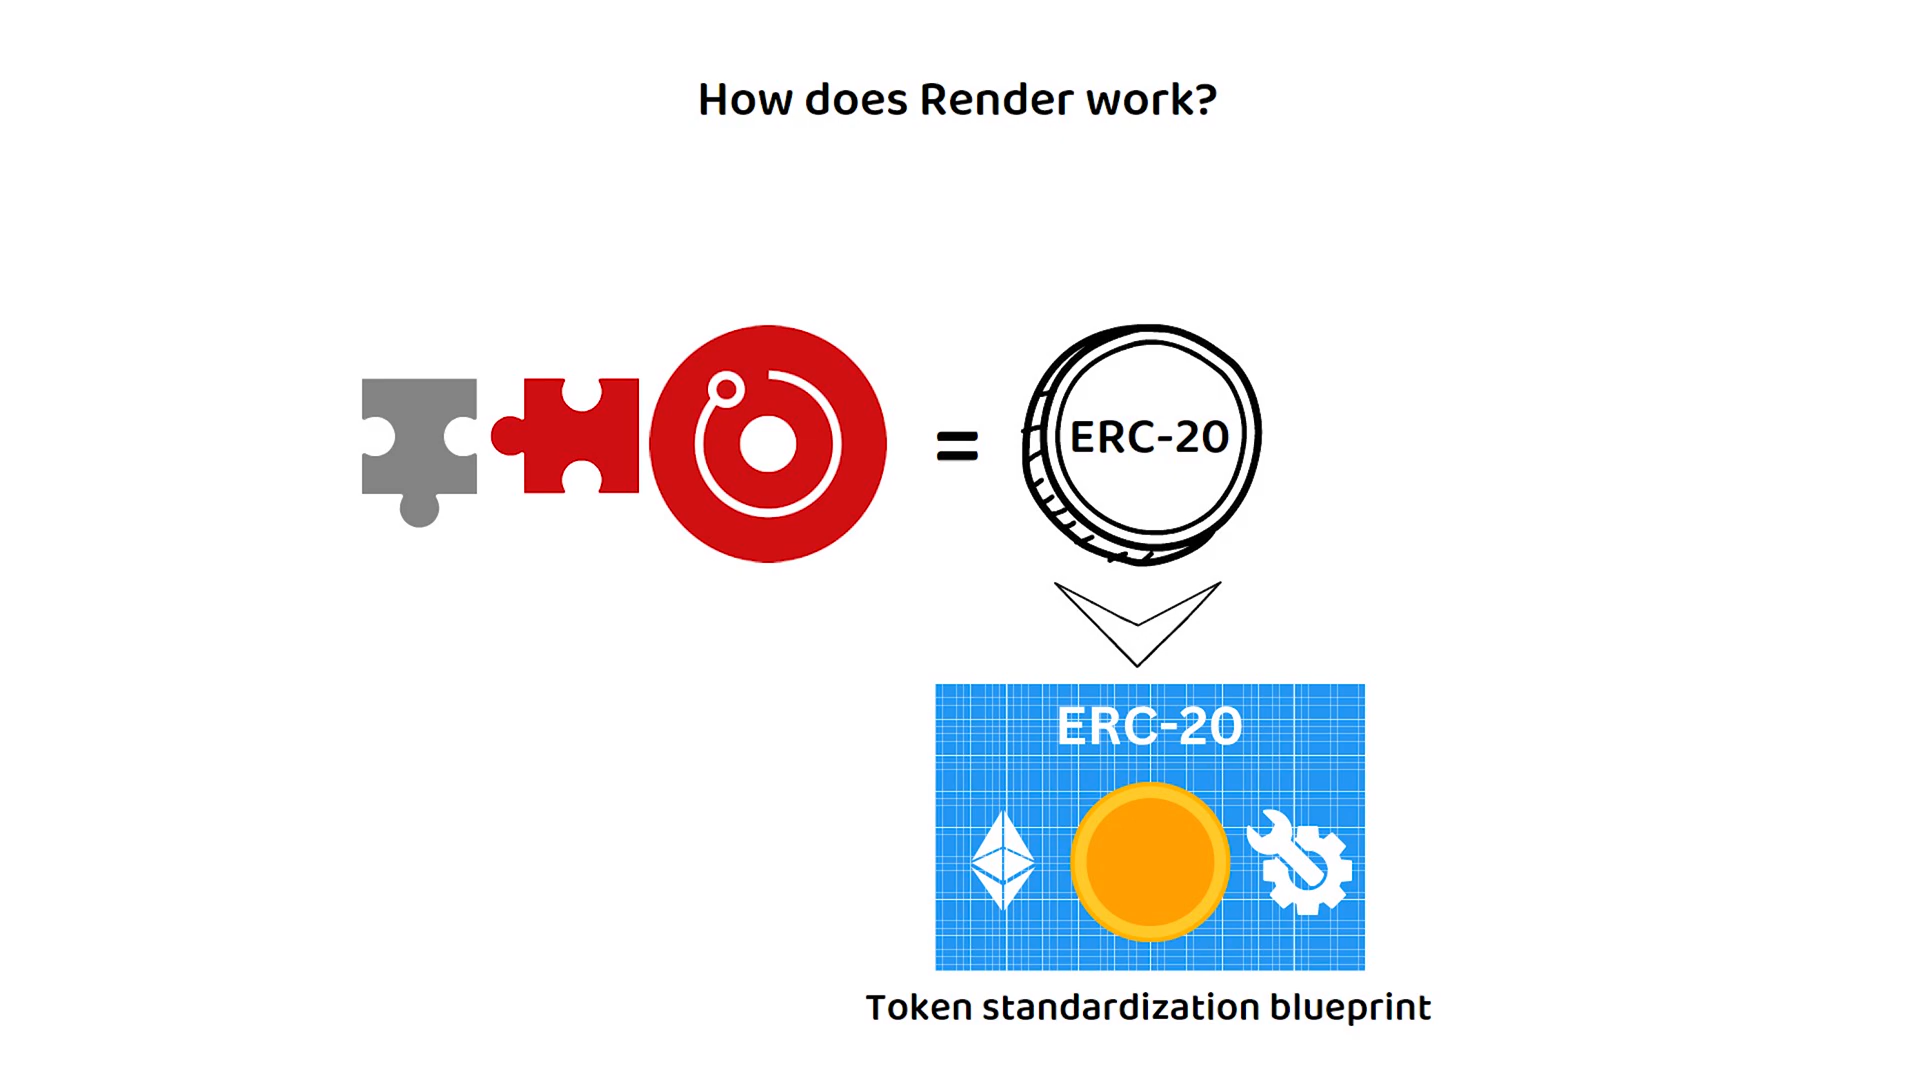 How does Render work?
=
ERC-20
ERC-20
Token standardization blueprint